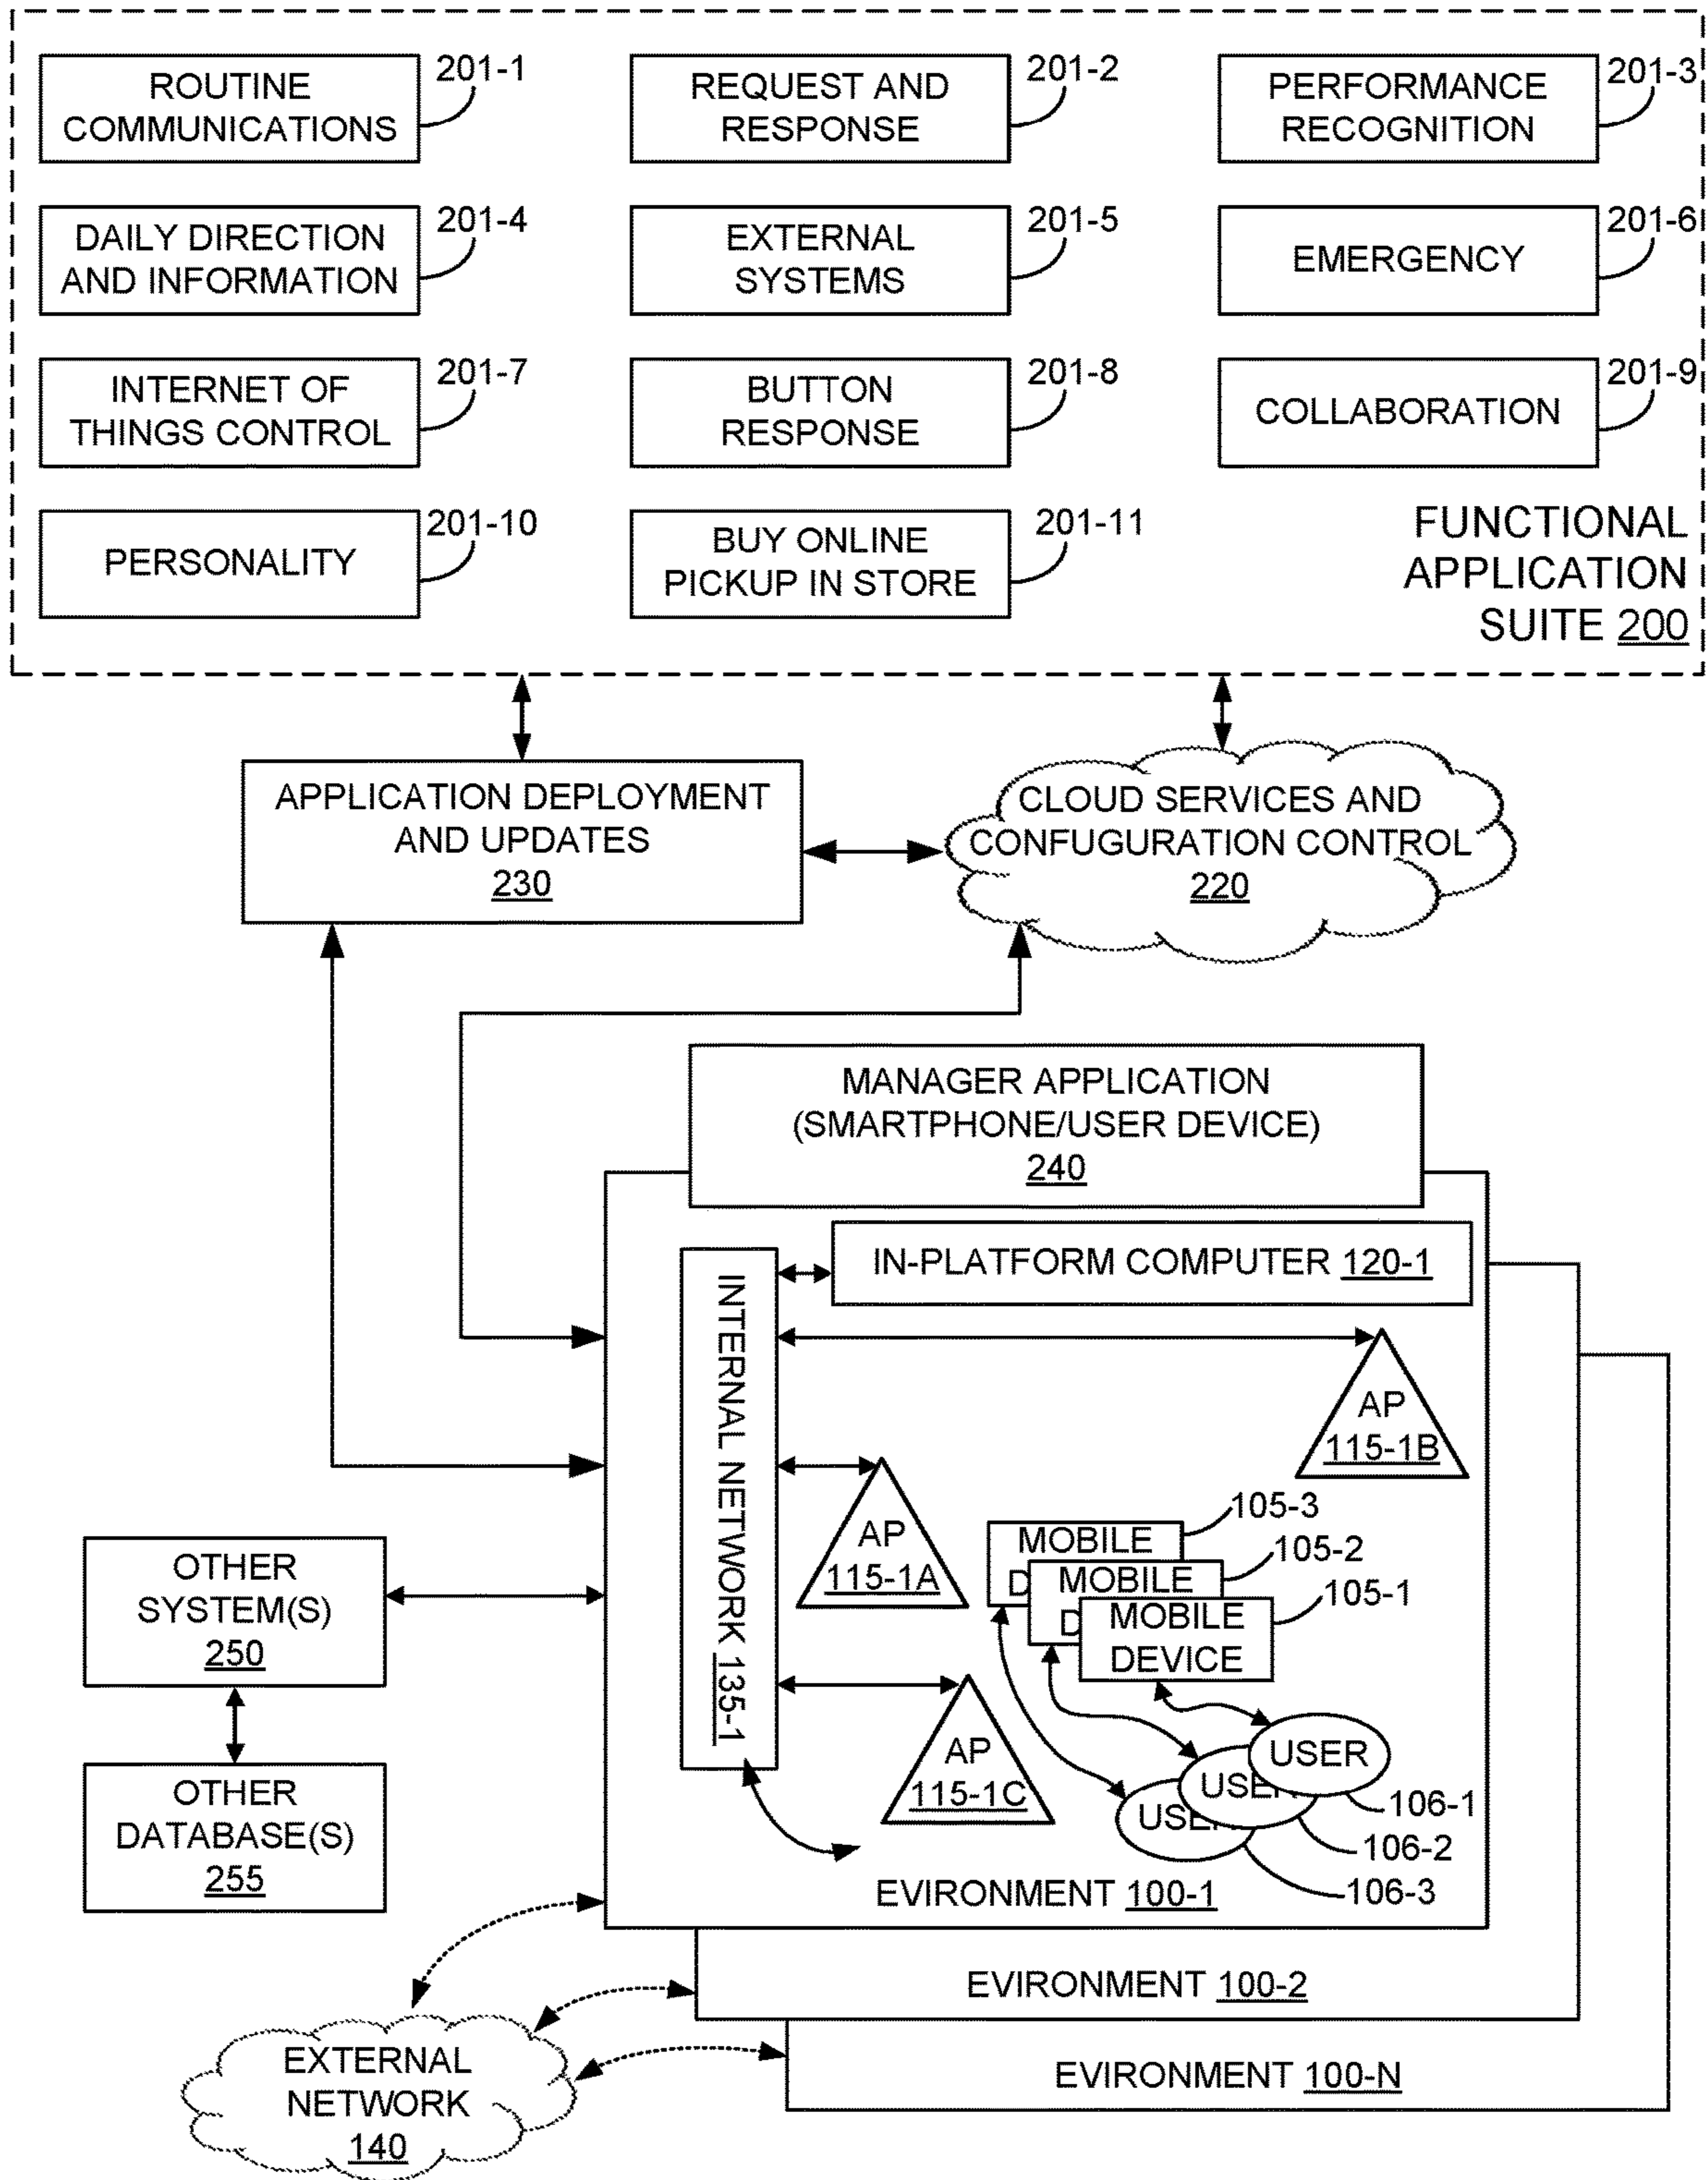 ROUTINE
COMMUNICATIONS
201-1
REQUEST AND
RESPONSE
201-2
PERFORMANCE
RECOGNITION
201-3
DAILY DIRECTION
AND INFORMATION
201-4
EXTERNAL
SYSTEMS
201-5
EMERGENCY
201-6
INTERNET OF
THINGS CONTROL
201-7
BUTTON
RESPONSE
201-8
COLLABORATION
201-9
PERSONALITY
201-10
BUY ONLINE
PICKUP IN STORE
201-11
FUNCTIONAL
APPLICATION
SUITE 200
APPLICATION DEPLOYMENT
AND UPDATES
230
CLOUD SERVICES AND
CONFUGURATION CONTROL
220
MANAGER APPLICATION
(SMARTPHONE/USER DEVICE)
240
IN-PLATFORM COMPUTER 120-1
INTERNAL NETWORK 135-1
AP
115-1B
AP
115-1A
AP
115-1C
MOBILE
D
105-3
MOBILE
D
105-2
MOBILE
DEVICE
105-1
USER
106-1
USER
106-2
USER
106-3
OTHER
SYSTEM(S)
250
OTHER
DATABASE(S)
255
EVIRONMENT 100-1
EVIRONMENT 100-2
EVIRONMENT 100-N
EXTERNAL
NETWORK
140